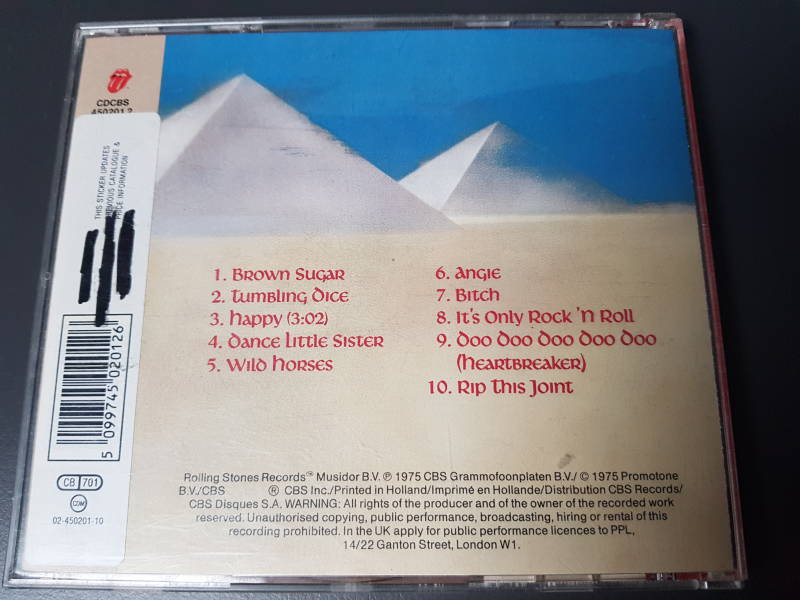 CDCBS
450201 2
THIS STICKER UPDATES
PREVIOUS CATALOGUE &
PRICE INFORMATION
1. Brown Sugar
2. Tumbling Dice
3. Happy (3:02)
4. Dance Little Sister
5. Wild Horses
6. Angie
7. Bitch
8. It's Only Rock 'N Roll
9. Doo Doo Doo Doo Doo
(Heartbreaker)
10. Rip This Joint
5 099745 020126
CB 701
COM
02-450201-10
Rolling Stones Records™ Musidor B.V. ℗ 1975 CBS Grammofoonplaten B.V./ © 1975 Promotone
B.V./CBS ® CBS Inc./Printed in Holland/Imprimé en Hollande/Distribution CBS Records/
CBS Disques S.A. WARNING: All rights of the producer and of the owner of the recorded work
reserved. Unauthorised copying, public performance, broadcasting, hiring or rental of this
recording prohibited. In the UK apply for public performance licences to PPL,
14/22 Ganton Street, London W1.